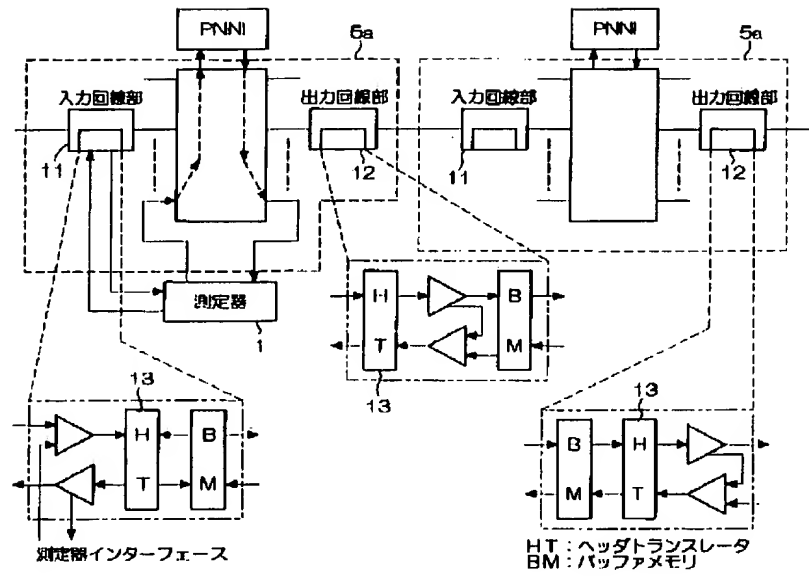 PNNI
5a
PNNI
5a
入力回線部
出力回線部
入力回線部
出力回線部
11
12
11
12
測定器
1
H
T
B
M
13
13
H
T
B
M
13
B
M
H
T
測定器インターフェース
HT:ヘッダトランスレータ
BM:バッファメモリ